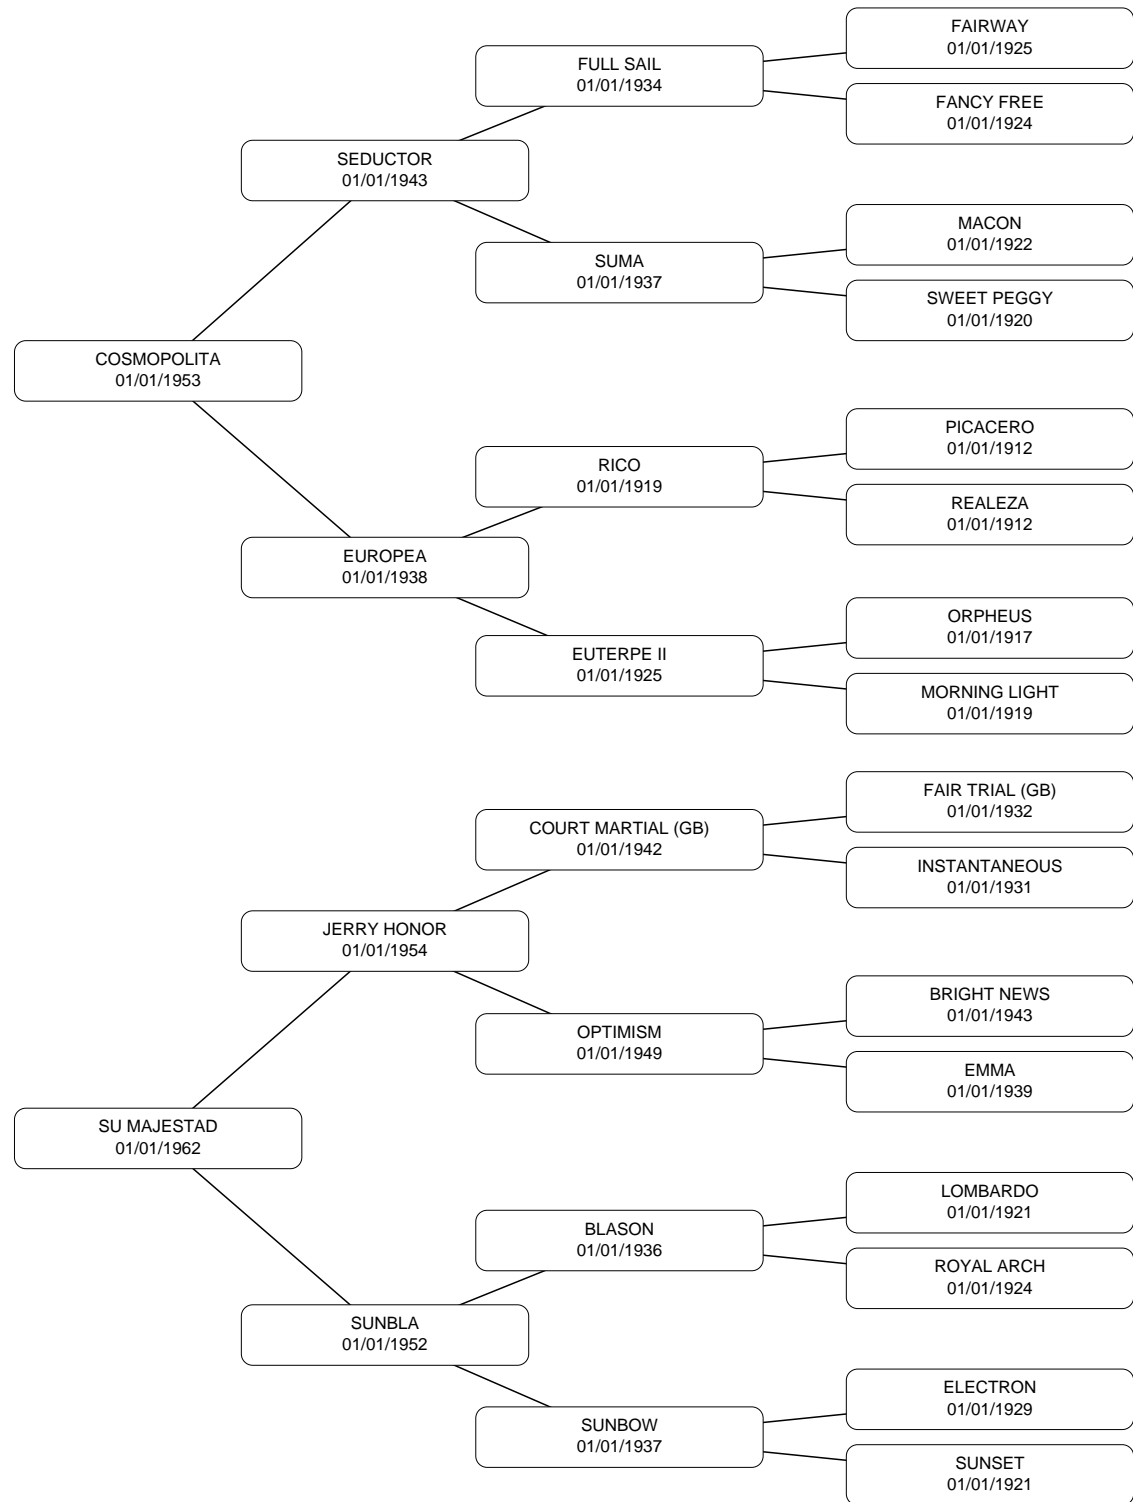 FAIRWAY
01/01/1925
FULL SAIL
01/01/1934
FANCY FREE
01/01/1924
SEDUCTOR
01/01/1943
MACON
01/01/1922
SUMA
01/01/1937
SWEET PEGGY
01/01/1920
COSMOPOLITA
01/01/1953
PICACERO
01/01/1912
RICO
01/01/1919
REALEZA
01/01/1912
EUROPEA
01/01/1938
ORPHEUS
01/01/1917
EUTERPE II
01/01/1925
MORNING LIGHT
01/01/1919
FAIR TRIAL (GB)
01/01/1932
COURT MARTIAL (GB)
01/01/1942
INSTANTANEOUS
01/01/1931
JERRY HONOR
01/01/1954
BRIGHT NEWS
01/01/1943
OPTIMISM
01/01/1949
EMMA
01/01/1939
SU MAJESTAD
01/01/1962
LOMBARDO
01/01/1921
BLASON
01/01/1936
ROYAL ARCH
01/01/1924
SUNBLA
01/01/1952
ELECTRON
01/01/1929
SUNBOW
01/01/1937
SUNSET
01/01/1921